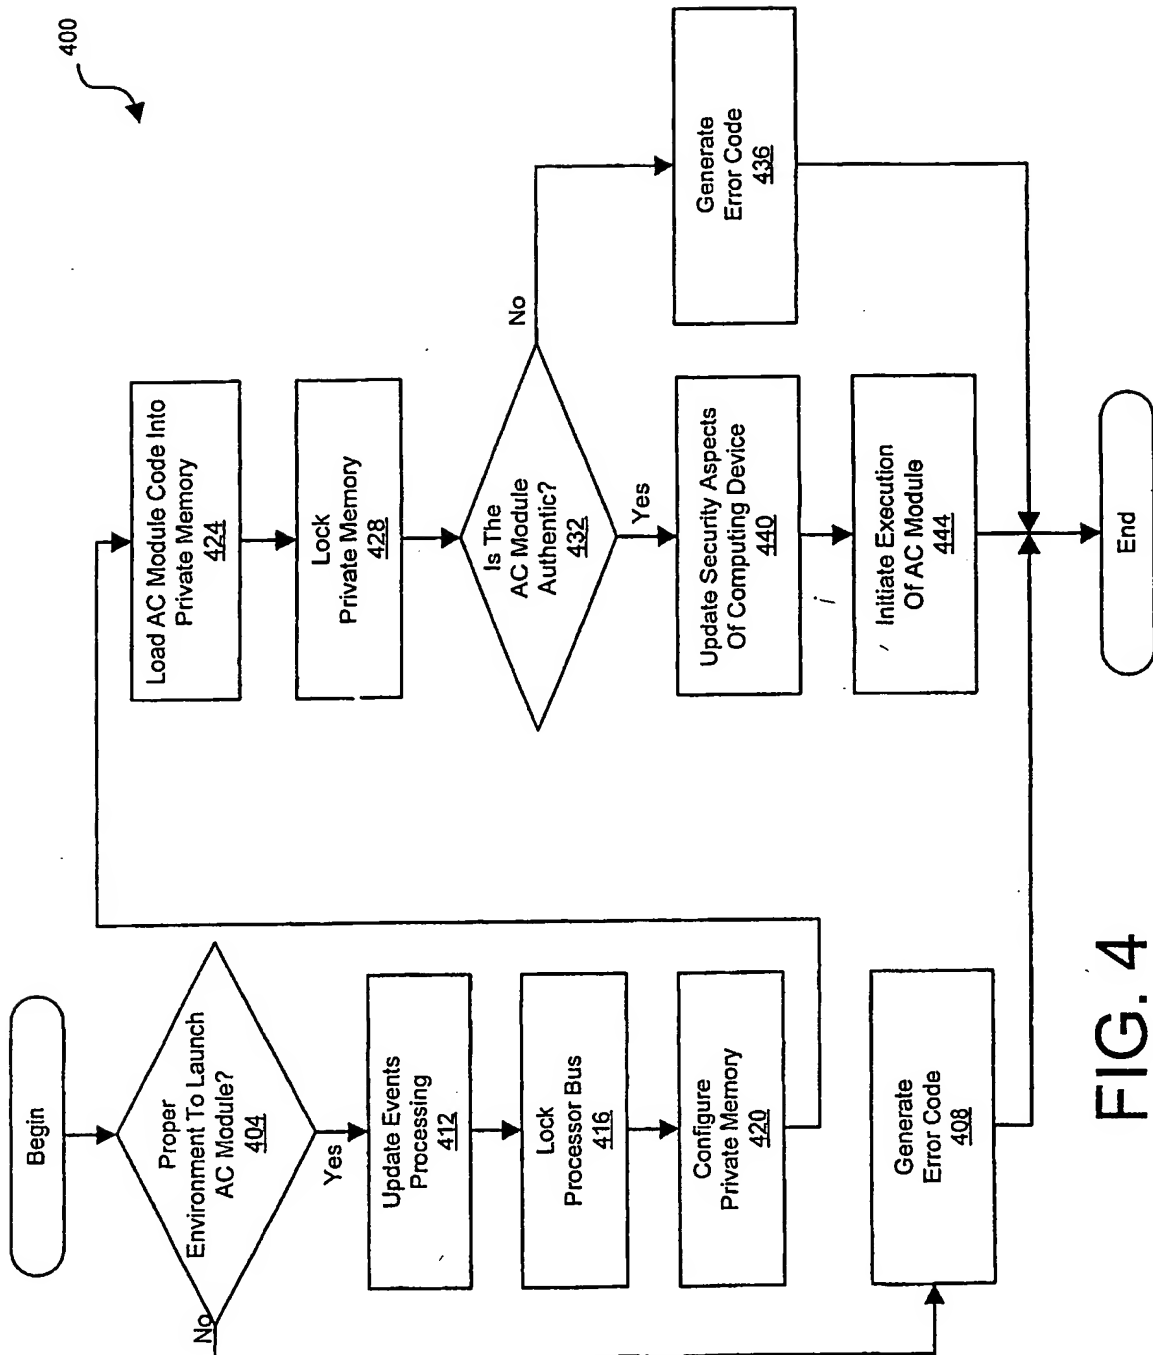 400
Begin
Proper
Environment To Launch
AC Module?
404
No
Yes
Update Events
Processing
412
Lock
Processor Bus
416
Configure
Private Memory
420
Generate
Error Code
408
Load AC Module Code Into
Private Memory
424
Lock
Private Memory
428
Is The
AC Module
Authentic?
432
No
Yes
Generate
Error Code
436
Update Security Aspects
Of Computing Device
440
Initiate Execution
Of AC Module
444
End
FIG. 4